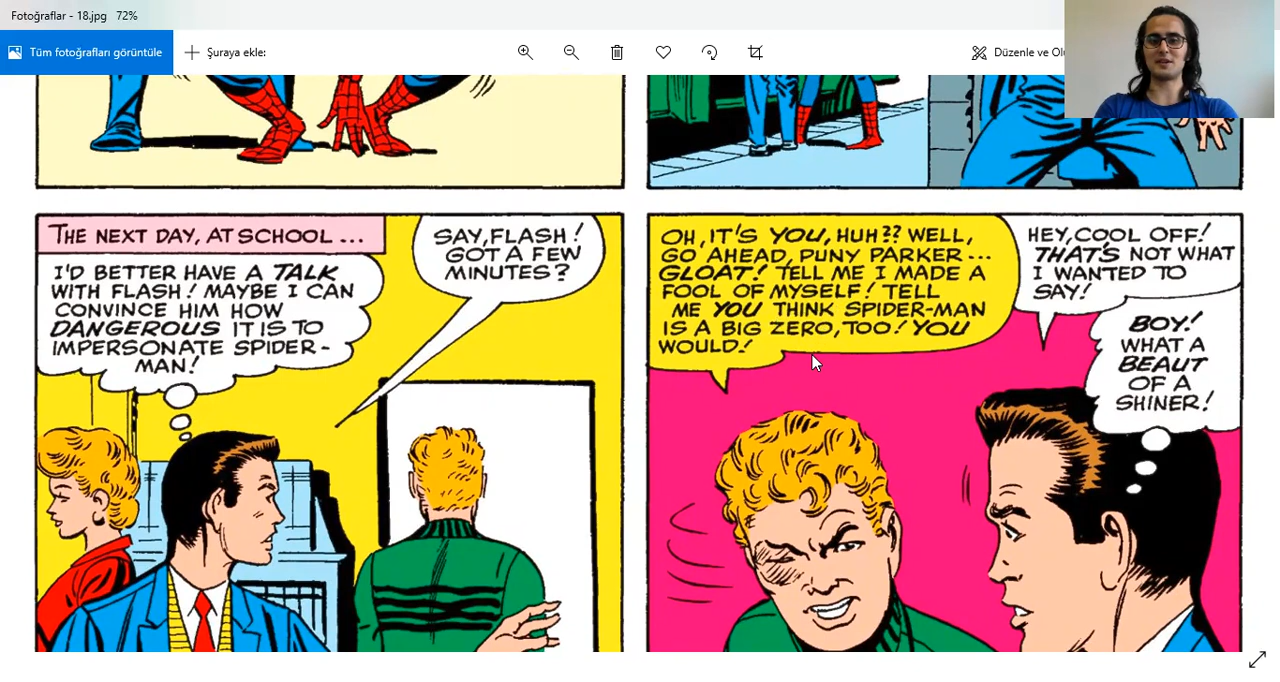 Fotoğraflar - 18.jpg 72%
Tüm fotoğrafları görüntüle
Şuraya ekle:
Düzenle ve Olu
THE NEXT DAY, AT SCHOOL...
I'D BETTER HAVE A TALK
WITH FLASH! MAYBE I CAN
CONVINCE HIM HOW
DANGEROUS IT IS TO
IMPERSONATE SPIDER-
MAN!
SAY, FLASH!
GOT A FEW
MINUTES?
OH, IT'S YOU, HUH?? WELL,
GO AHEAD, PUNY PARKER...
GLOAT! TELL ME I MADE A
FOOL OF MYSELF! TELL
ME YOU THINK SPIDER-MAN
IS A BIG ZERO, TOO! YOU
WOULD!
HEY, COOL OFF!
THAT'S NOT WHAT
I WANTED TO
SAY!
BOY!
WHAT A
BEAUT
OF A
SHINER!